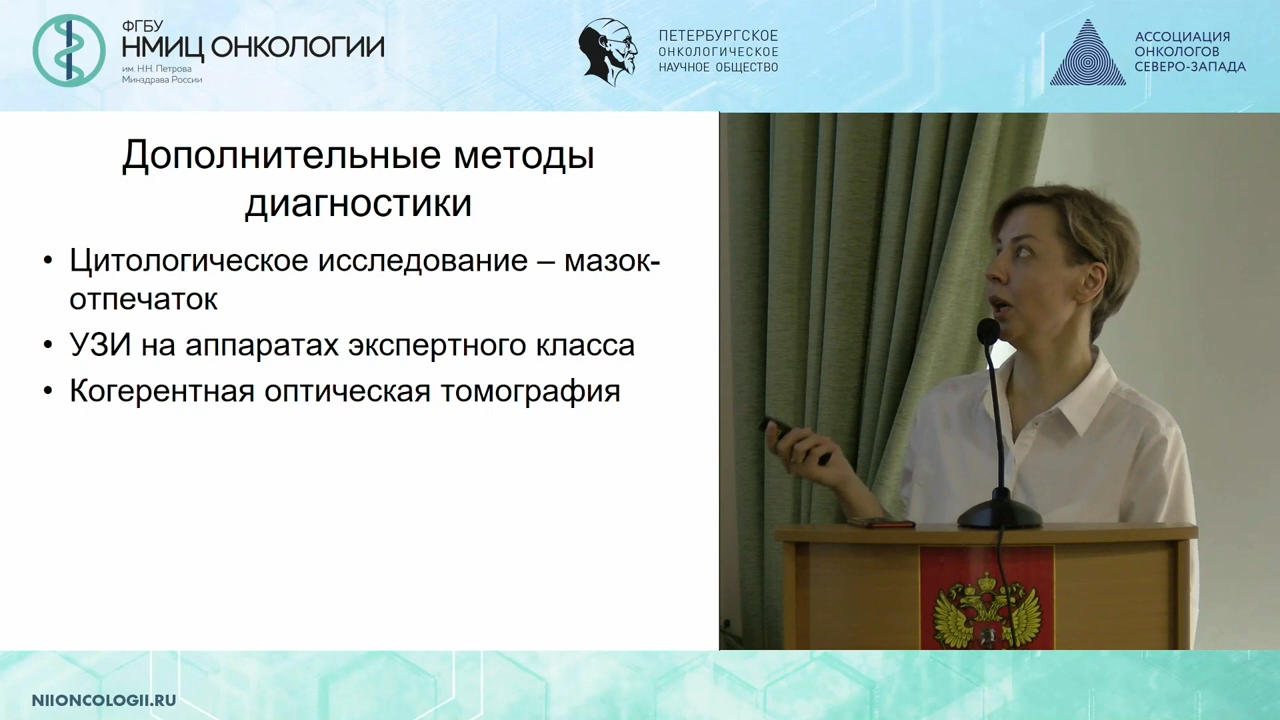 ФГБУ
НМИЦ ОНКОЛОГИИ
им. Н.Н. Петрова
Минздрава России
ПЕТЕРБУРГСКОЕ
ОНКОЛОГИЧЕСКОЕ
НАУЧНОЕ ОБЩЕСТВО
АССОЦИАЦИЯ
ОНКОЛОГОВ
СЕВЕРО-ЗАПАДА
Дополнительные методы
диагностики
• Цитологическое исследование – мазок-
отпечаток
• УЗИ на аппаратах экспертного класса
• Когерентная оптическая томография
NIIONCOLOGII.RU